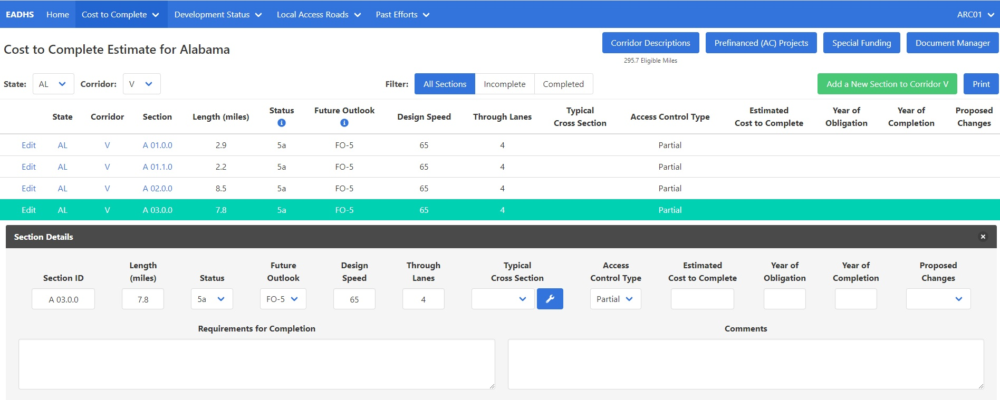 EADHS Home Cost to Complete Development Status Local Access Roads Past Efforts ARC01
Cost to Complete Estimate for Alabama
Corridor Descriptions Prefinanced (AC) Projects Special Funding Document Manager
295.7 Eligible Miles
State: AL Corridor: V Filter: All Sections Incomplete Completed Add a New Section to Corridor V Print
State Corridor Section Length (miles) Status Future Outlook Design Speed Through Lanes Typical Cross Section Access Control Type Estimated Cost to Complete Year of Obligation Year of Completion Proposed Changes
Edit AL V A 01.0.0 2.9 5a FO-5 65 4 Partial
Edit AL V A 01.1.0 2.2 5a FO-5 65 4 Partial
Edit AL V A 02.0.0 8.5 5a FO-5 65 4 Partial
Edit AL V A 03.0.0 7.8 5a FO-5 65 4 Partial
Section Details
Section ID Length (miles) Status Future Outlook Design Speed Through Lanes Typical Cross Section Access Control Type Estimated Cost to Complete Year of Obligation Year of Completion Proposed Changes
A 03.0.0 7.8 5a FO-5 65 4 Partial
Requirements for Completion Comments